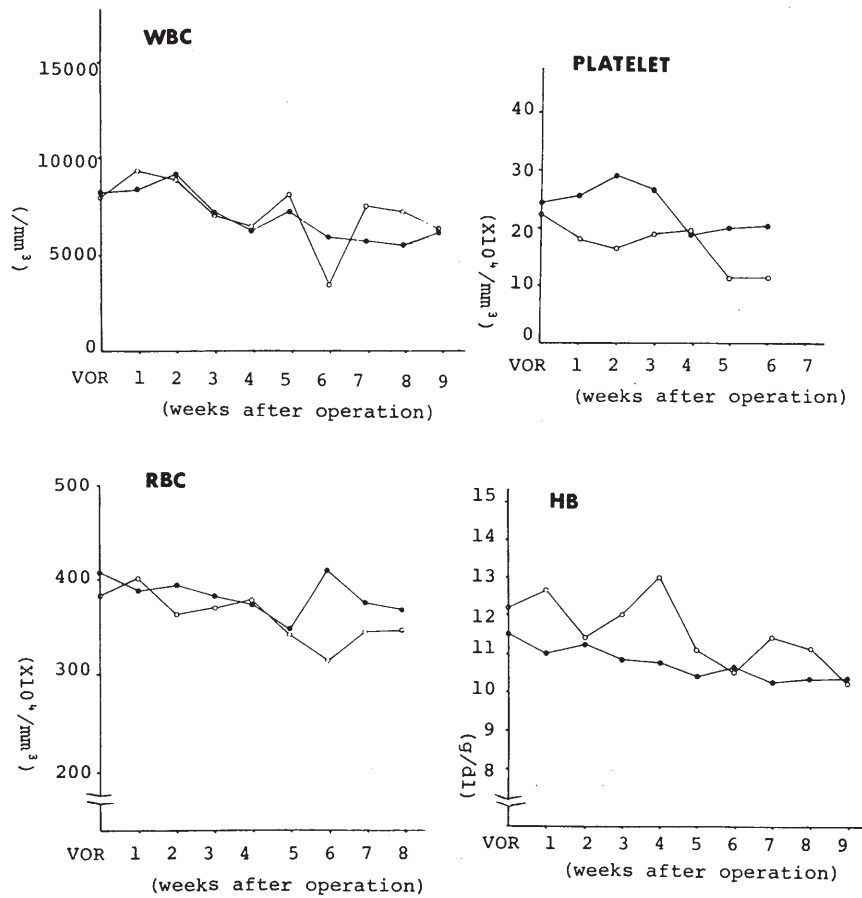 WBC
15000
10000
5000
0
(/mm³)
VOR 1 2 3 4 5 6 7 8 9
(weeks after operation)
PLATELET
40
30
20
10
0
(X10⁴/mm³)
VOR 1 2 3 4 5 6 7
(weeks after operation)
RBC
500
400
300
200
(X10⁴/mm³)
VOR 1 2 3 4 5 6 7 8
(weeks after operation)
HB
15
14
13
12
11
10
9
8
(g/dl)
VOR 1 2 3 4 5 6 7 8 9
(weeks after operation)